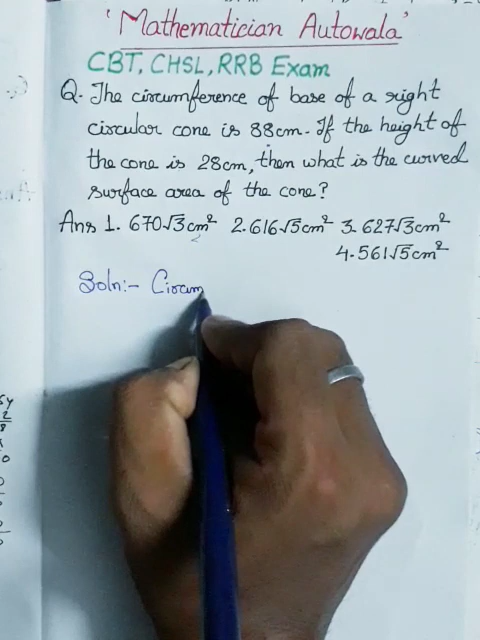 'Mathematician Autowala'
CBT, CHSL, RRB Exam
Q. The circumference of base of a right
circular cone is 88cm. If the height of
the cone is 28cm, then what is the curved
surface area of the cone?
Ans 1. 670√3cm² 2. 616√5cm² 3. 627√3cm²
4. 561√5cm²
Soln:- Circum